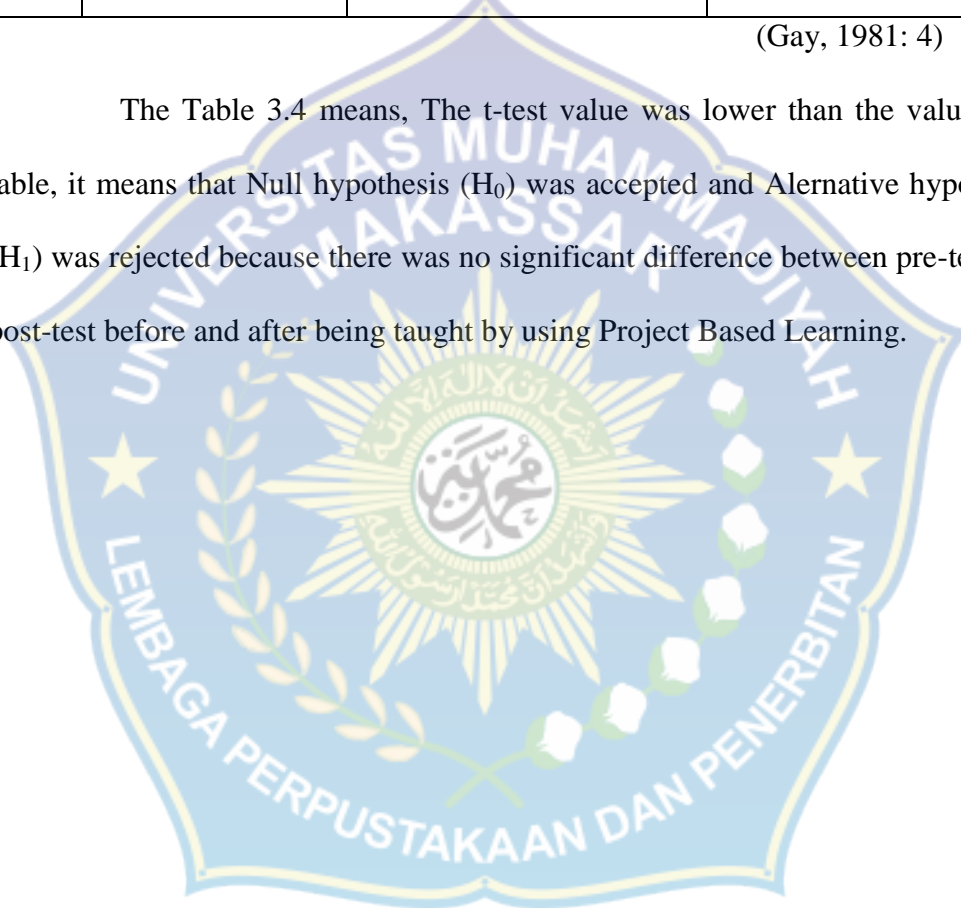 (Gay, 1981: 4)
The Table 3.4 means, The t-test value was lower than the valu
able, it means that Null hypothesis (H₀) was accepted and Alernative hypo
H₁) was rejected because there was no significant difference between pre-te
post-test before and after being taught by using Project Based Learning.
UNIVERSITAS MUHAMMADIYAH
MAKASSAR
LEMBAGA PERPUSTAKAAN DAN PENERBITAN